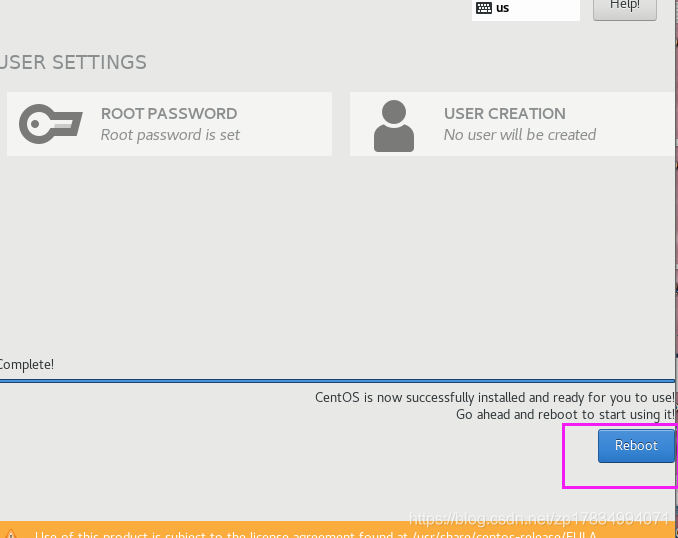 us
Help!
USER SETTINGS
ROOT PASSWORD
Root password is set
USER CREATION
No user will be created
Complete!
CentOS is now successfully installed and ready for you to use!
Go ahead and reboot to start using it!
Reboot
https://blog.csdn.net/zp17834994071
Use of this product is subject to the license agreement found at /usr/share/centos-release/EULA